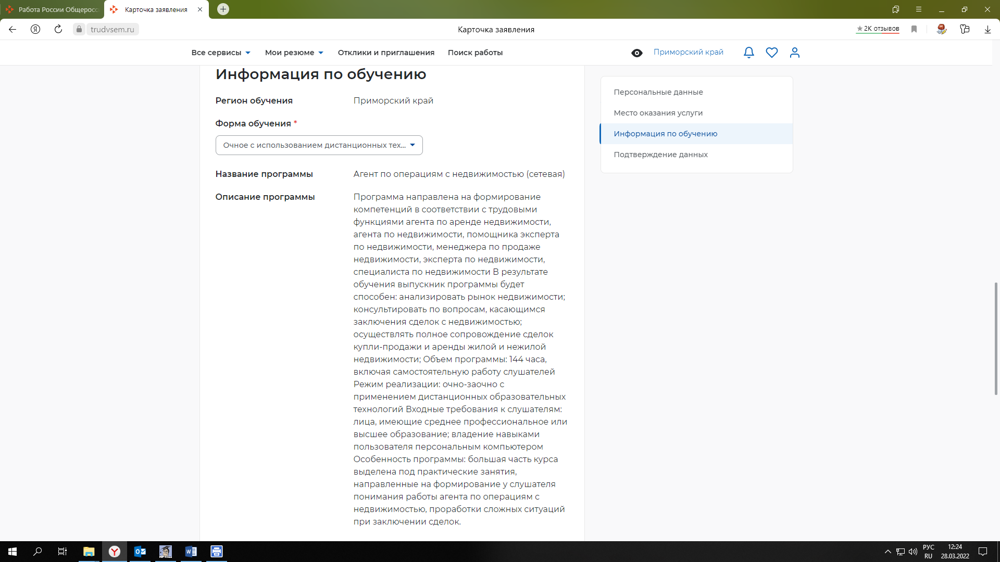 Работа России Общеросс
Карточка заявления
trudvsem.ru
Карточка заявления
2К отзывов
Все сервисы
Мои резюме
Отклики и приглашения
Поиск работы
Приморский край
Информация по обучению
Регион обучения
Приморский край
Форма обучения *
Очное с использованием дистанционных тех...
Название программы
Агент по операциям с недвижимостью (сетевая)
Описание программы
Программа направлена на формирование
компетенций в соответствии с трудовыми
функциями агента по аренде недвижимости,
агента по недвижимости, помощника эксперта
по недвижимости, менеджера по продаже
недвижимости, эксперта по недвижимости,
специалиста по недвижимости В результате
обучения выпускник программы будет
способен: анализировать рынок недвижимости;
консультировать по вопросам, касающимся
заключения сделок с недвижимостью;
осуществлять полное сопровождение сделок
купли-продажи и аренды жилой и нежилой
недвижимости; Объем программы: 144 часа,
включая самостоятельную работу слушателей
Режим реализации: очно-заочно с
применением дистанционных образовательных
технологий Входные требования к слушателям:
лица, имеющие среднее профессиональное или
высшее образование; владение навыками
пользователя персональным компьютером
Особенность программы: большая часть курса
выделена под практические занятия,
направленные на формирование у слушателя
понимания работы агента по операциям с
недвижимостью, проработки сложных ситуаций
при заключении сделок.
Персональные данные
Место оказания услуги
Информация по обучению
Подтверждение данных
РУС
RU
12:24
28.03.2022